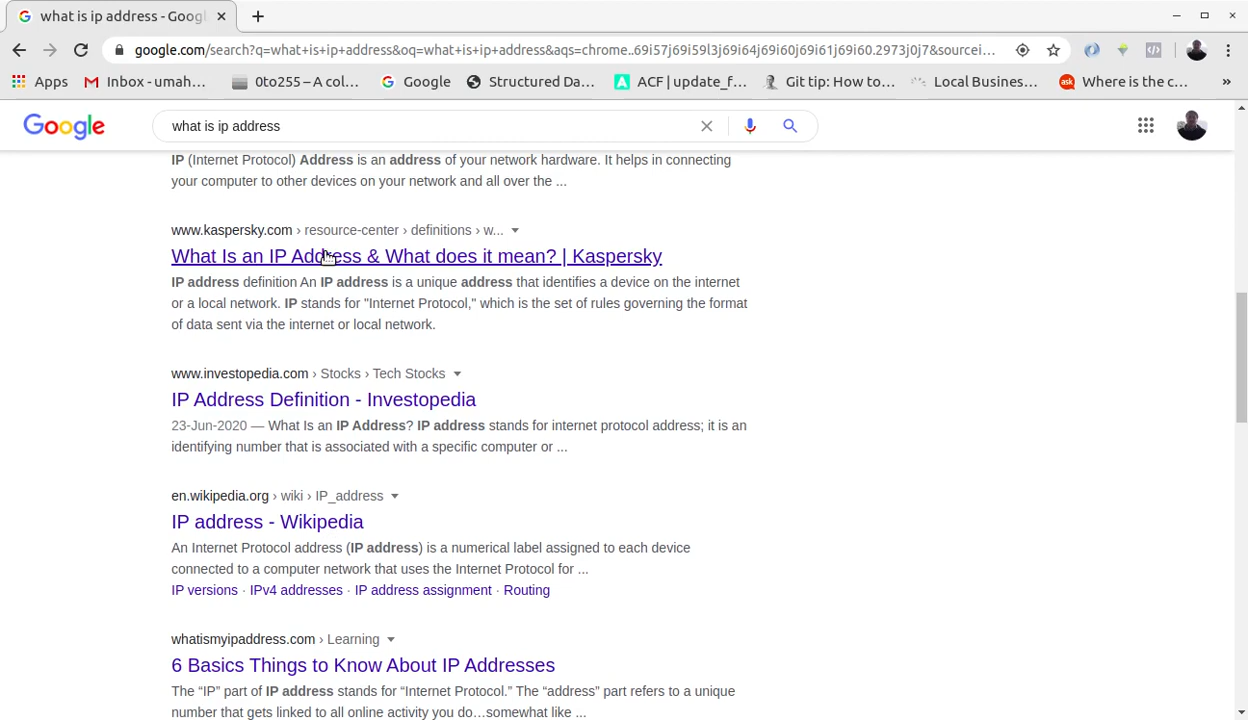 what is ip address - Googl
google.com/search?q=what+is+ip+address&oq=what+is+ip+address&aqs=chrome..69i57j69i59l3j69i64j69i60j69i61j69i60.2973j0j7&sourcei...
Apps Inbox - umah... 0to255 – A col... Google Structured Da... ACF | update_f... Git tip: How to... Local Business... ask Where is the c... »
Google what is ip address
IP (Internet Protocol) Address is an address of your network hardware. It helps in connecting
your computer to other devices on your network and all over the ...
www.kaspersky.com › resource-center › definitions › w...
What Is an IP Address & What does it mean? | Kaspersky
IP address definition An IP address is a unique address that identifies a device on the internet
or a local network. IP stands for "Internet Protocol," which is the set of rules governing the format
of data sent via the internet or local network.
www.investopedia.com › Stocks › Tech Stocks
IP Address Definition - Investopedia
23-Jun-2020 — What Is an IP Address? IP address stands for internet protocol address; it is an
identifying number that is associated with a specific computer or ...
en.wikipedia.org › wiki › IP_address
IP address - Wikipedia
An Internet Protocol address (IP address) is a numerical label assigned to each device
connected to a computer network that uses the Internet Protocol for ...
IP versions · IPv4 addresses · IP address assignment · Routing
whatismyipaddress.com › Learning
6 Basics Things to Know About IP Addresses
The “IP” part of IP address stands for “Internet Protocol.” The “address” part refers to a unique
number that gets linked to all online activity you do…somewhat like ...